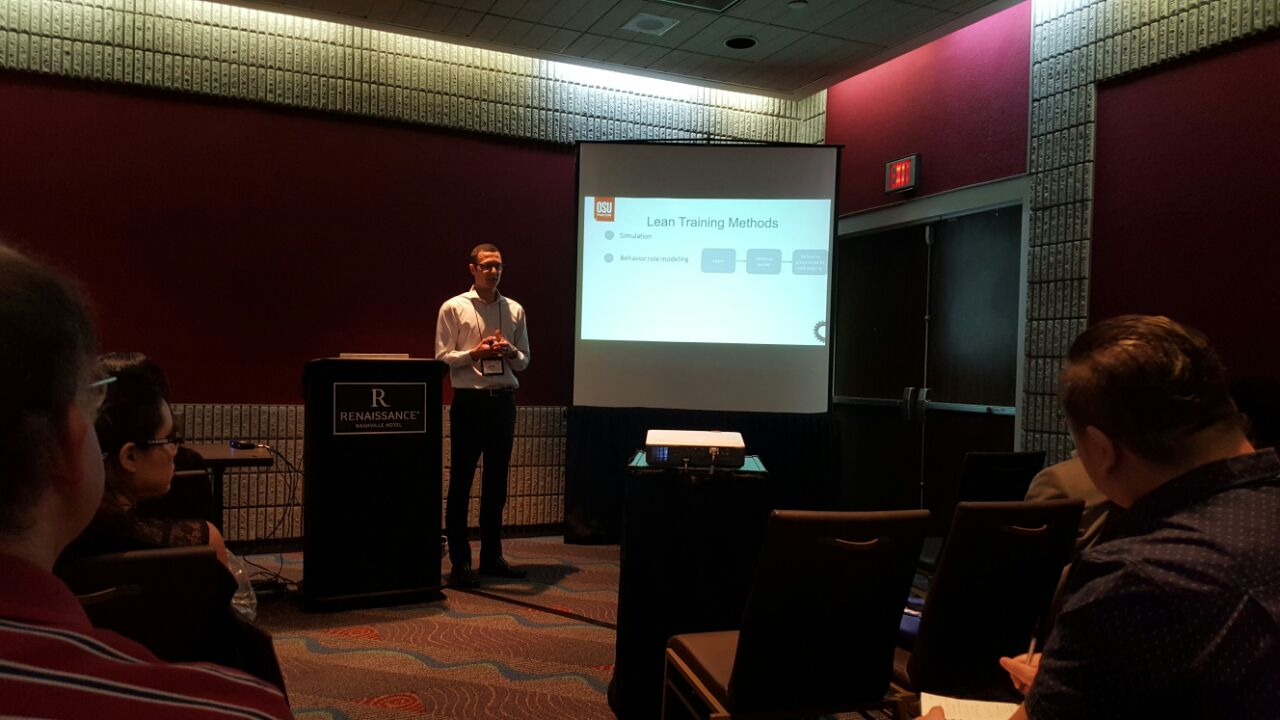 OSU
Lean Training Methods
Simulation
Behavior role modeling
EXIT
R
RENAISSANCE
NASHVILLE HOTEL